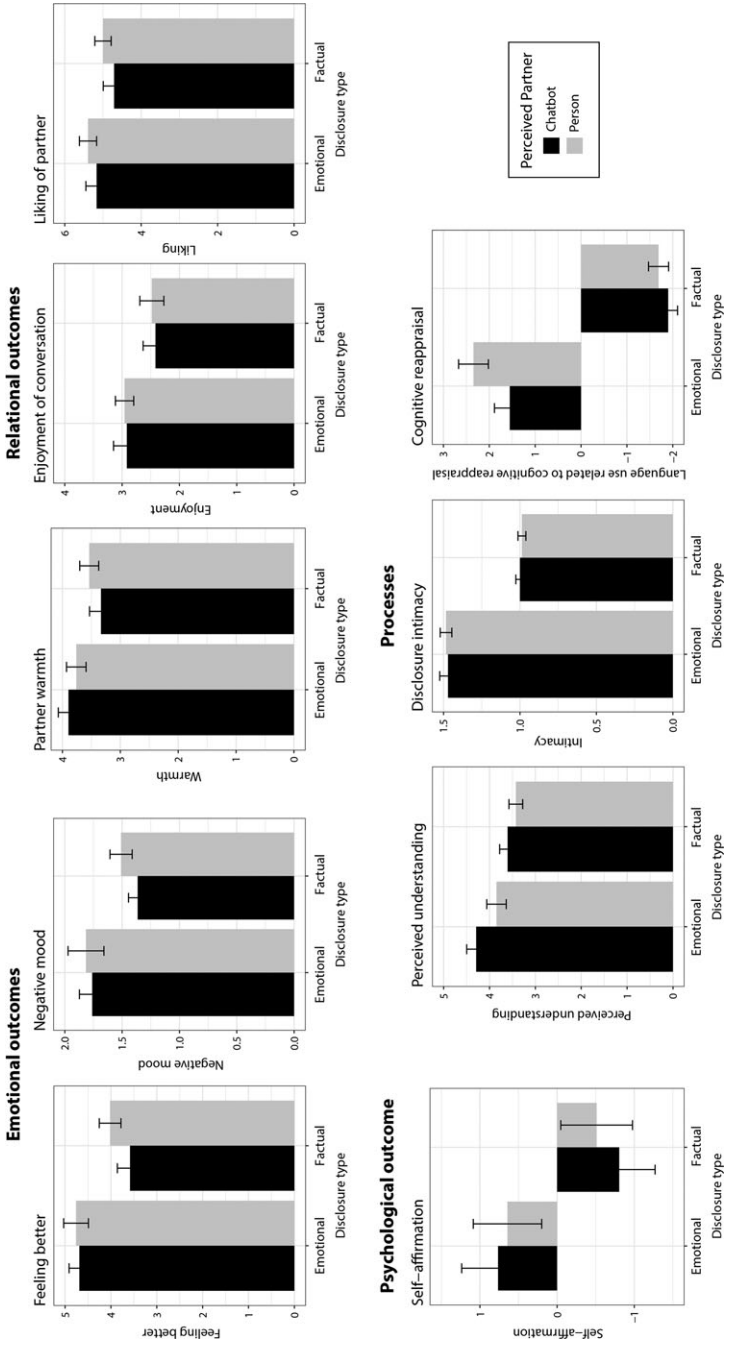 Emotional outcomes
Feeling better
Feeling better
5
4
3
2
1
0
Emotional
Factual
Disclosure type
Negative mood
Negative mood
2.0
1.5
1.0
0.5
0.0
Emotional
Factual
Disclosure type
Relational outcomes
Partner warmth
Warmth
4
3
2
1
0
Emotional
Factual
Disclosure type
Enjoyment of conversation
Enjoyment
4
3
2
1
0
Emotional
Factual
Disclosure type
Liking of partner
Liking
6
4
2
0
Emotional
Factual
Disclosure type
Psychological outcome
Self−affirmation
Self−affirmation
1
0
−1
Emotional
Factual
Disclosure type
Processes
Perceived understanding
Perceived understanding
5
4
3
2
1
0
Emotional
Factual
Disclosure type
Disclosure intimacy
Intimacy
1.5
1.0
0.5
0.0
Emotional
Factual
Disclosure type
Cognitive reappraisal
Language use related to cognitive reappraisal
3
2
1
0
−1
−2
Emotional
Factual
Disclosure type
Perceived Partner
Chatbot
Person